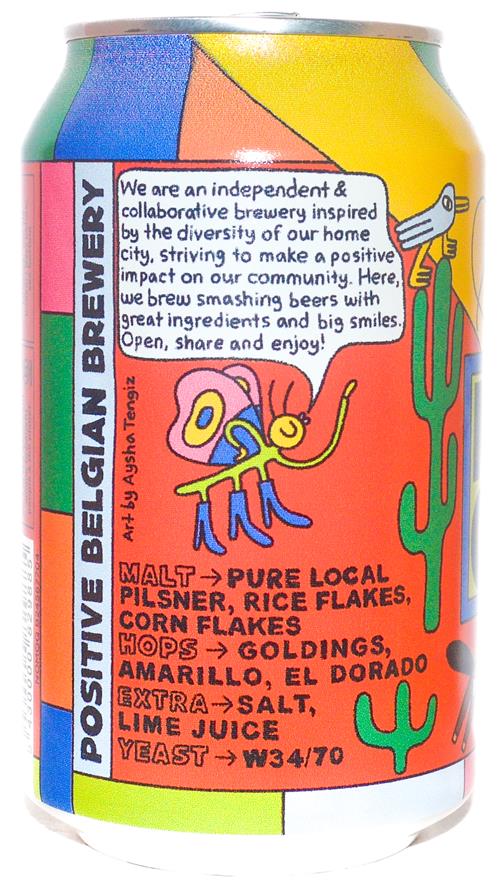 We are an independent &
collaborative brewery inspired
by the diversity of our home
city, striving to make a positive
impact on our community. Here,
we brew smashing beers with
great ingredients and big smiles.
Open, share and enjoy!
POSITIVE BELGIAN BREWERY
Art by Aysha Tengiz
MALT → PURE LOCAL
PILSNER, RICE FLAKES,
CORN FLAKES
HOPS → GOLDINGS,
AMARILLO, EL DORADO
EXTRA → SALT,
LIME JUICE
YEAST → W34/70